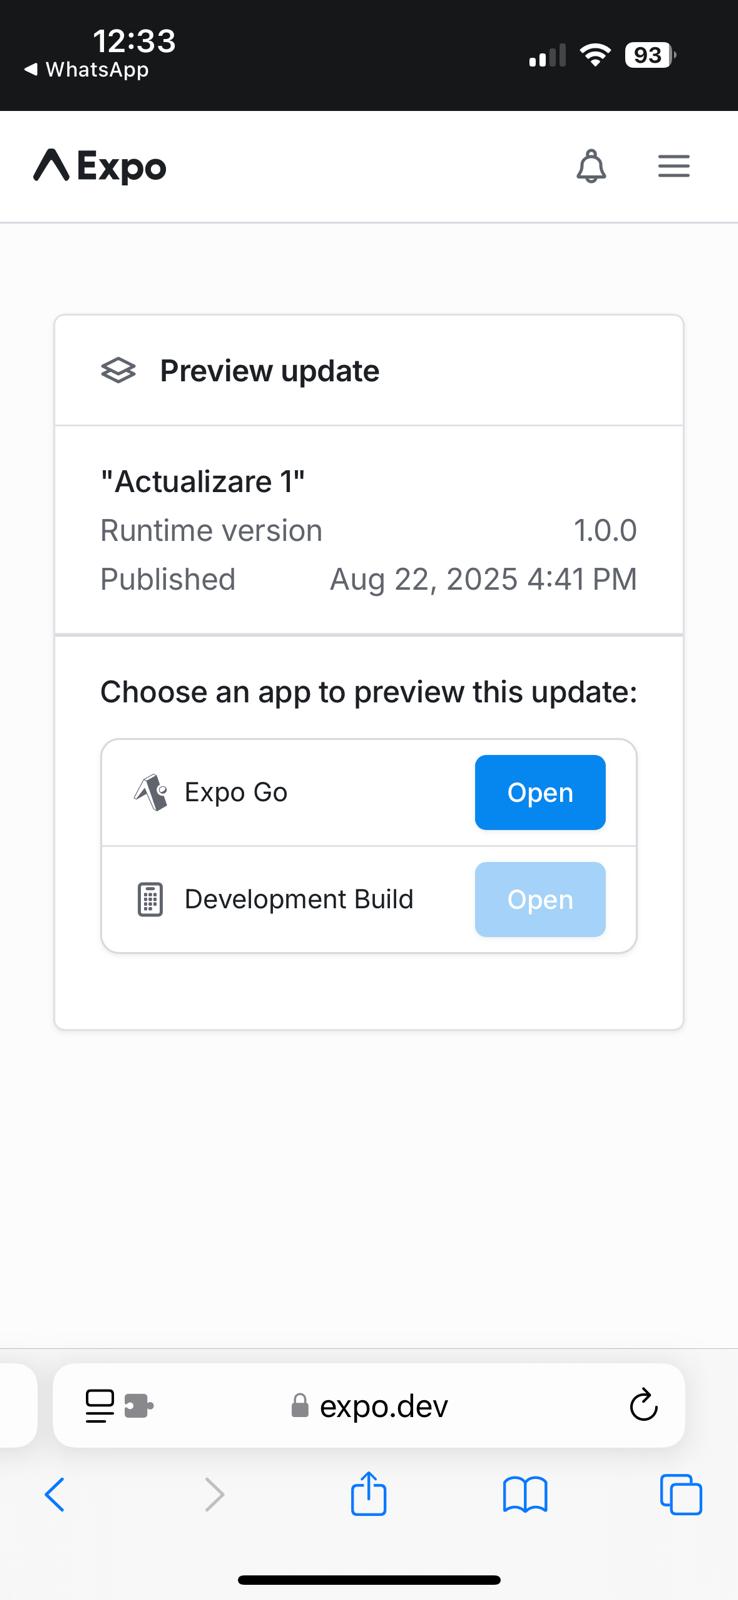 12:33
◀ WhatsApp
93
Expo
Preview update
"Actualizare 1"
Runtime version 1.0.0
Published Aug 22, 2025 4:41 PM
Choose an app to preview this update:
Expo Go Open
Development Build Open
expo.dev